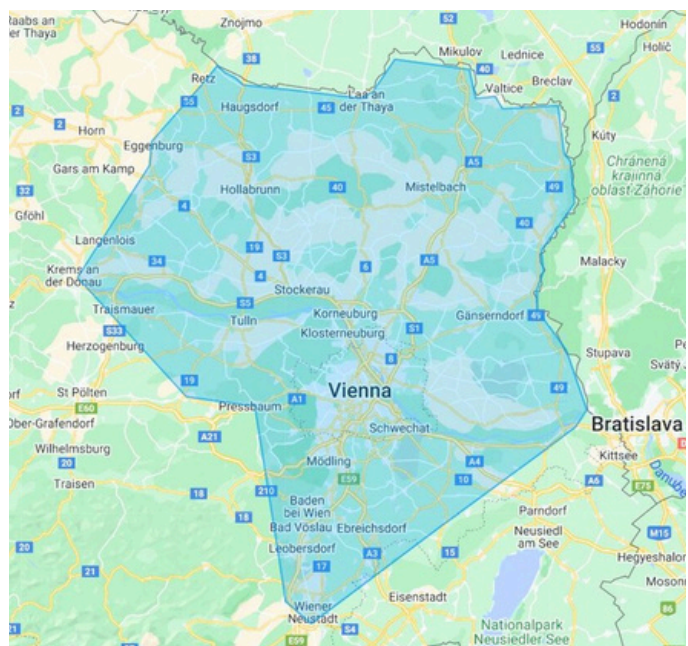 Raabs an
der Thaya
Znojmo
52
Hodonín
38
Mikulov
Lednice
55
Holíč
Retz
40
Valtice
Breclav
Laa an
der Thaya
Haugsdorf
45
2
2
2
Horn
Eggenburg
Kúty
S3
A5
Gars am Kamp
Chránená
krajinná
oblasť Záhorie
32
Hollabrunn
40
Mistelbach
49
Gföhl
4
40
Langenlois
19
S3
Krems an
der Donau
34
4
6
A5
Malacky
Stockerau
Traismauer
S5
Korneuburg
Gänserndorf
49
Tulln
S33
Klosterneuburg
S1
Herzogenburg
8
Stupava
19
Vienna
49
St Pölten
A1
E60
Pressbaum
Ober-Grafendorf
A21
Schwechat
Bratislava
Wilhelmsburg
20
Mödling
A4
Kittsee
Traisen
E59
10
A6
E75
18
210
Baden
bei Wien
Parndorf
18
Bad Vöslau
Ebreichsdorf
Neusiedl
am See
M15
20
Leobersdorf
A3
15
Hegyeshalom
21
17
Wiener
Neustadt
Eisenstadt
86
S4
Nationalpark
Neusiedler See
E59